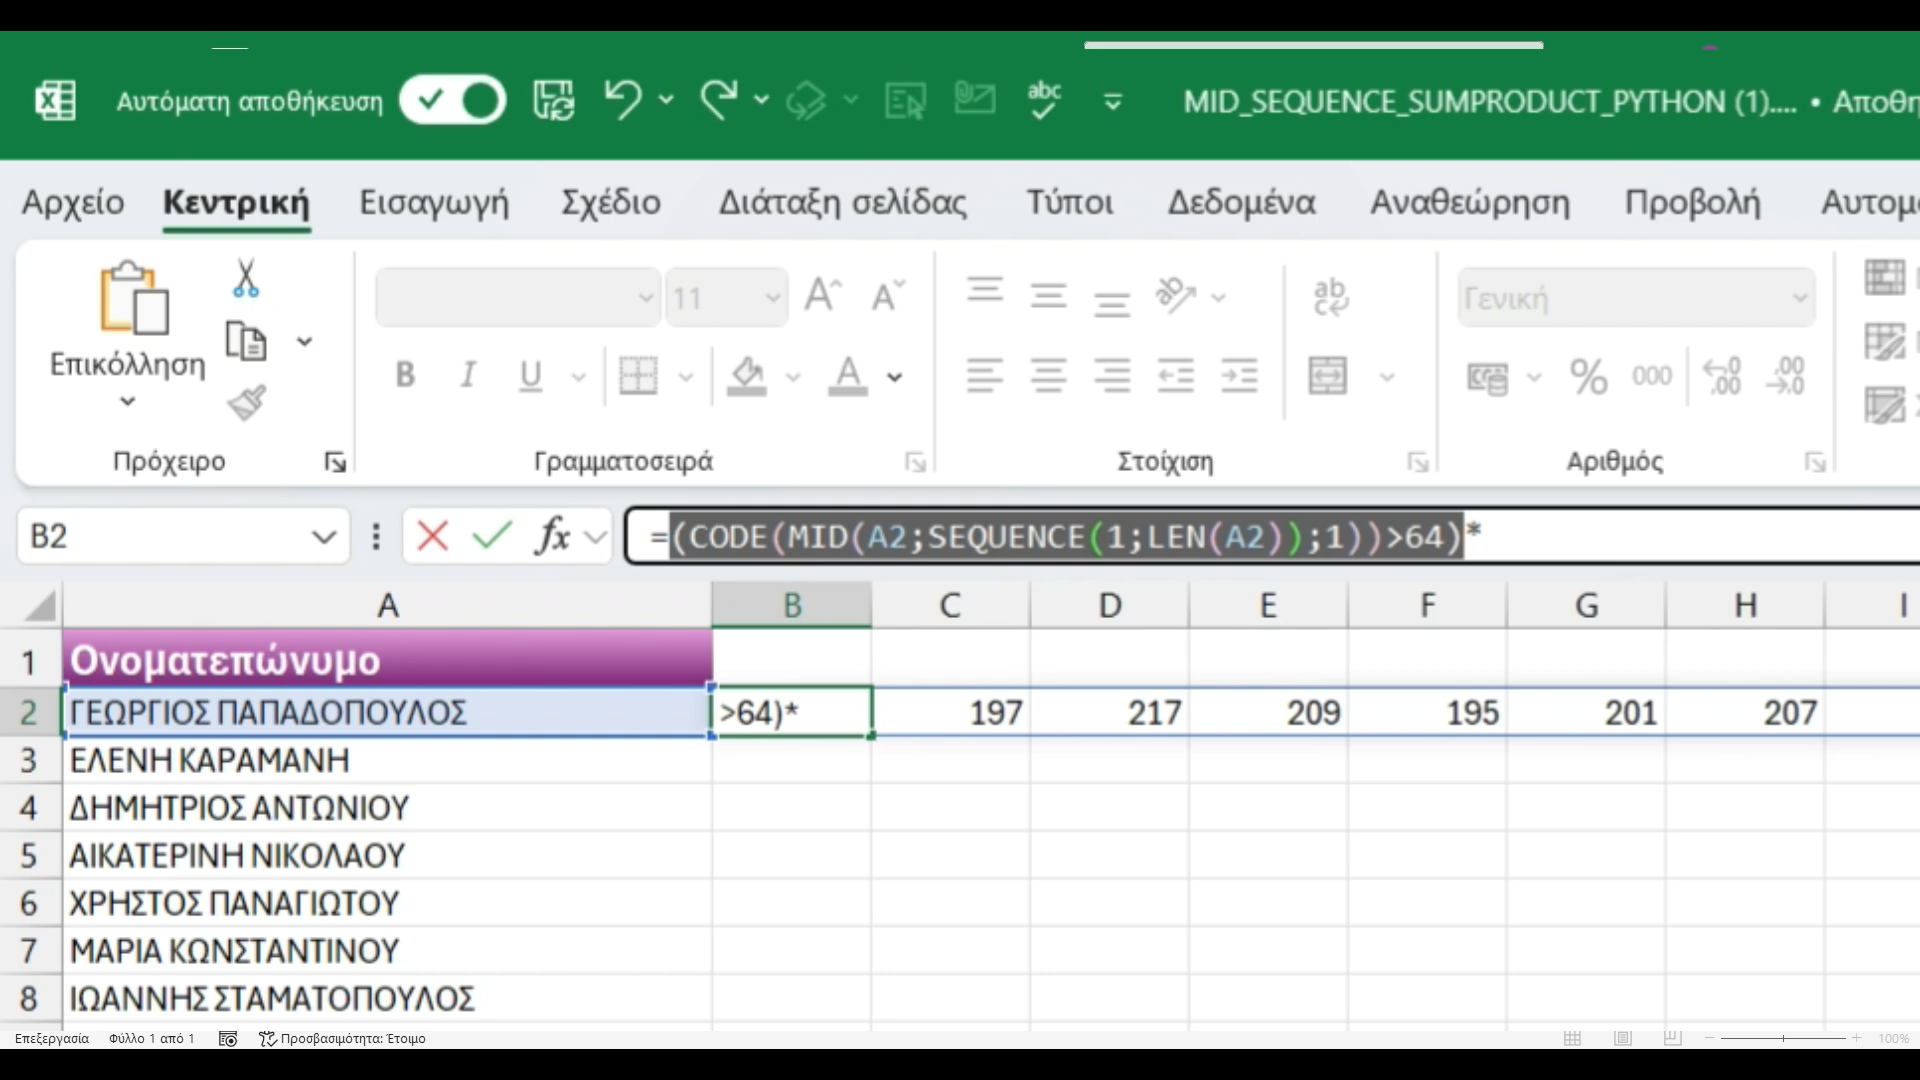 Αυτόματη αποθήκευση
MID_SEQUENCE_SUMPRODUCT_PYTHON (1).... •
Αρχείο Κεντρική Εισαγωγή Σχέδιο Διάταξη σελίδας Τύποι Δεδομένα Αναθεώρηση Προβολή
11 Γενική
Επικόλληση
B I U A % 000
Πρόχειρο Γραμματοσειρά Στοίχιση Αριθμός
B2 fx =(CODE(MID(A2;SEQUENCE(1;LEN(A2));1))>64)*
A B C D E F G H I
1 Ονοματεπώνυμο
2 ΓΕΩΡΓΙΟΣ ΠΑΠΑΔΟΠΟΥΛΟΣ >64)* 197 217 209 195 201 207
3 ΕΛΕΝΗ ΚΑΡΑΜΑΝΗ
4 ΔΗΜΗΤΡΙΟΣ ΑΝΤΩΝΙΟΥ
5 ΑΙΚΑΤΕΡΙΝΗ ΝΙΚΟΛΑΟΥ
6 ΧΡΗΣΤΟΣ ΠΑΝΑΓΙΩΤΟΥ
7 ΜΑΡΙΑ ΚΩΝΣΤΑΝΤΙΝΟΥ
8 ΙΩΑΝΝΗΣ ΣΤΑΜΑΤΟΠΟΥΛΟΣ
Επεξεργασία Φύλλο 1 από 1 Προσβασιμότητα: Έτοιμο 100%